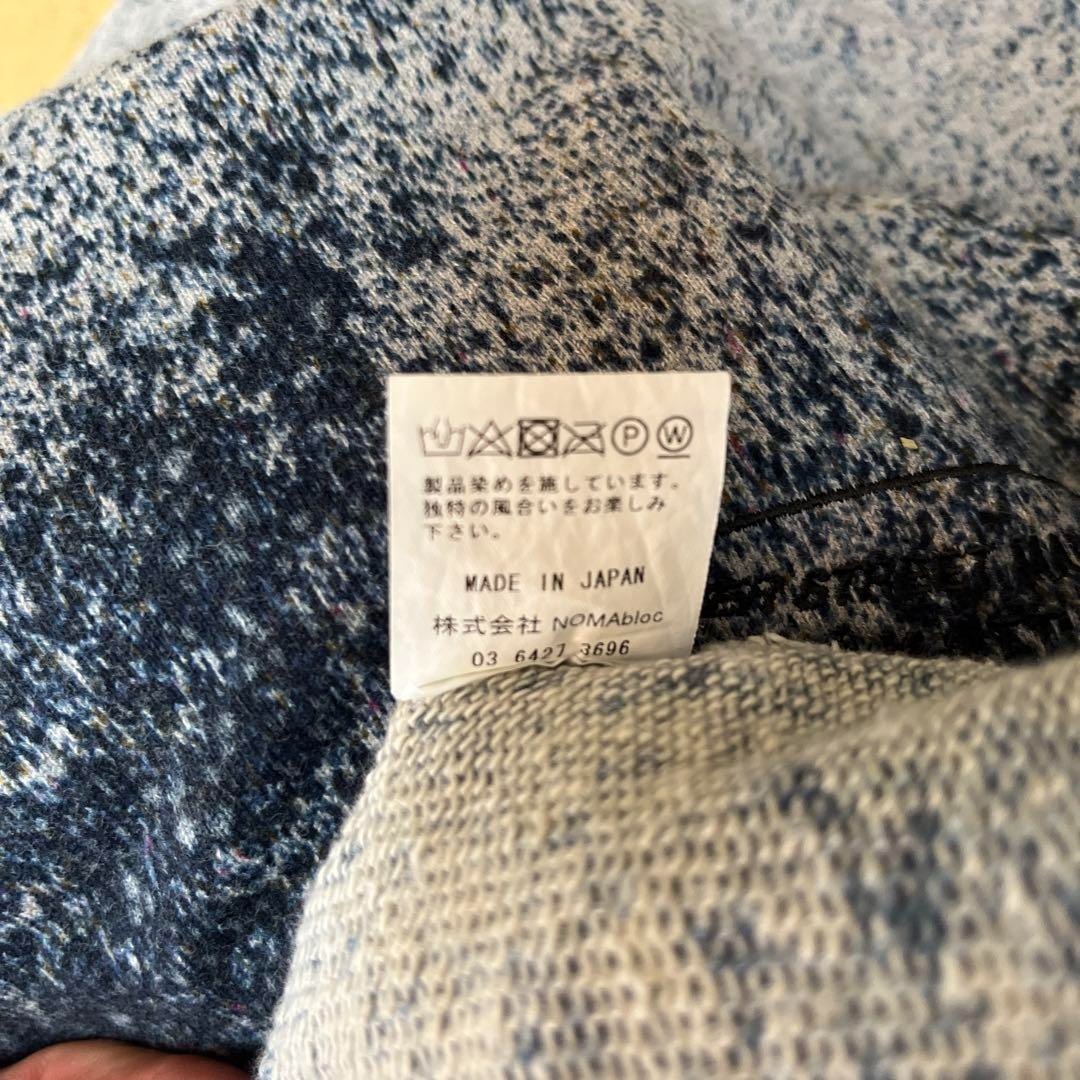 P W
製品染めを施しています。
独特の風合いをお楽しみ
下さい。
MADE IN JAPAN
株式会社 NOMAbloc
03 6427 3696